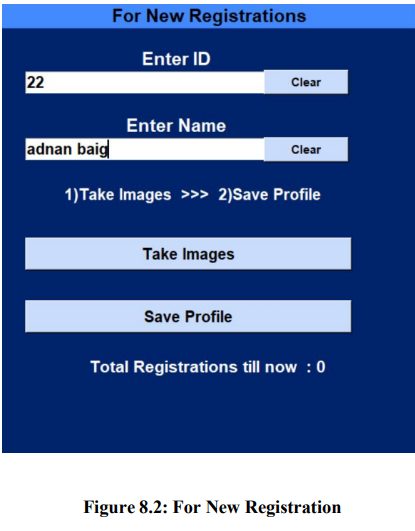 For New Registrations
Enter ID
22 Clear
Enter Name
adnan baig Clear
1)Take Images >>> 2)Save Profile
Take Images
Save Profile
Total Registrations till now : 0
Figure 8.2: For New Registration